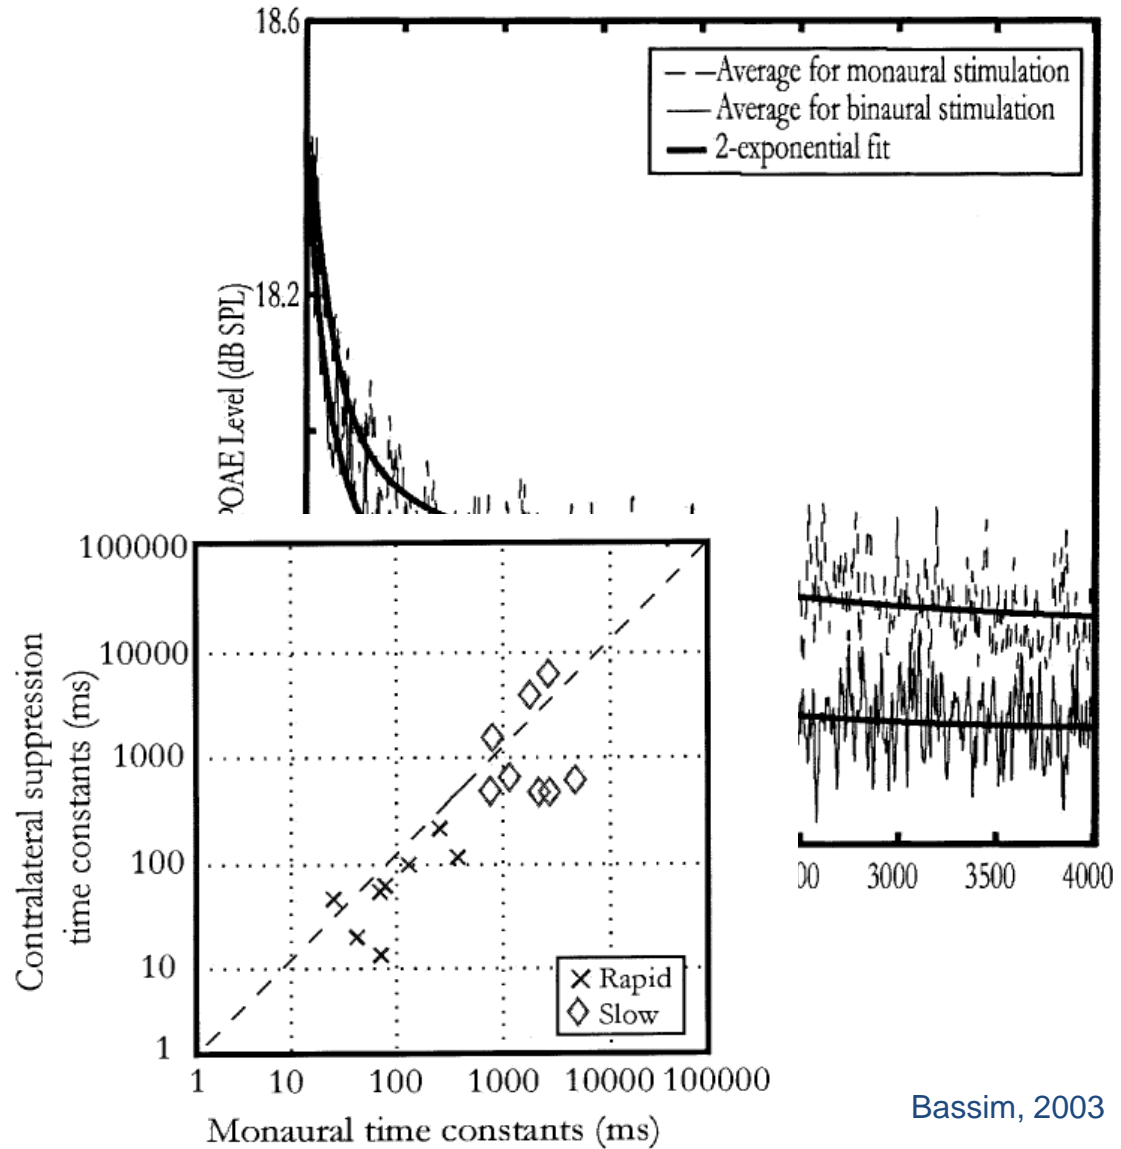 18.6
Average for monaural stimulation
Average for binaural stimulation
2-exponential fit
18.2
POAE Level (dB SPL)
100000
10000
1000
100
10
1
Contralateral suppression
time constants (ms)
Rapid
Slow
1 10 100 1000 10000 100000
Monaural time constants (ms)
00 3000 3500 4000
Bassim, 2003